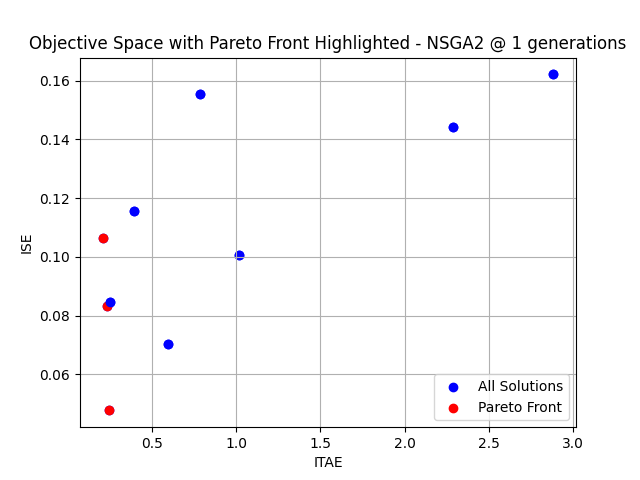 Objective Space with Pareto Front Highlighted - NSGA2 @ 1 generations
0.16
0.14
0.12
0.10
0.08
0.06
ISE
0.5 1.0 1.5 2.0 2.5 3.0
ITAE
All Solutions
Pareto Front